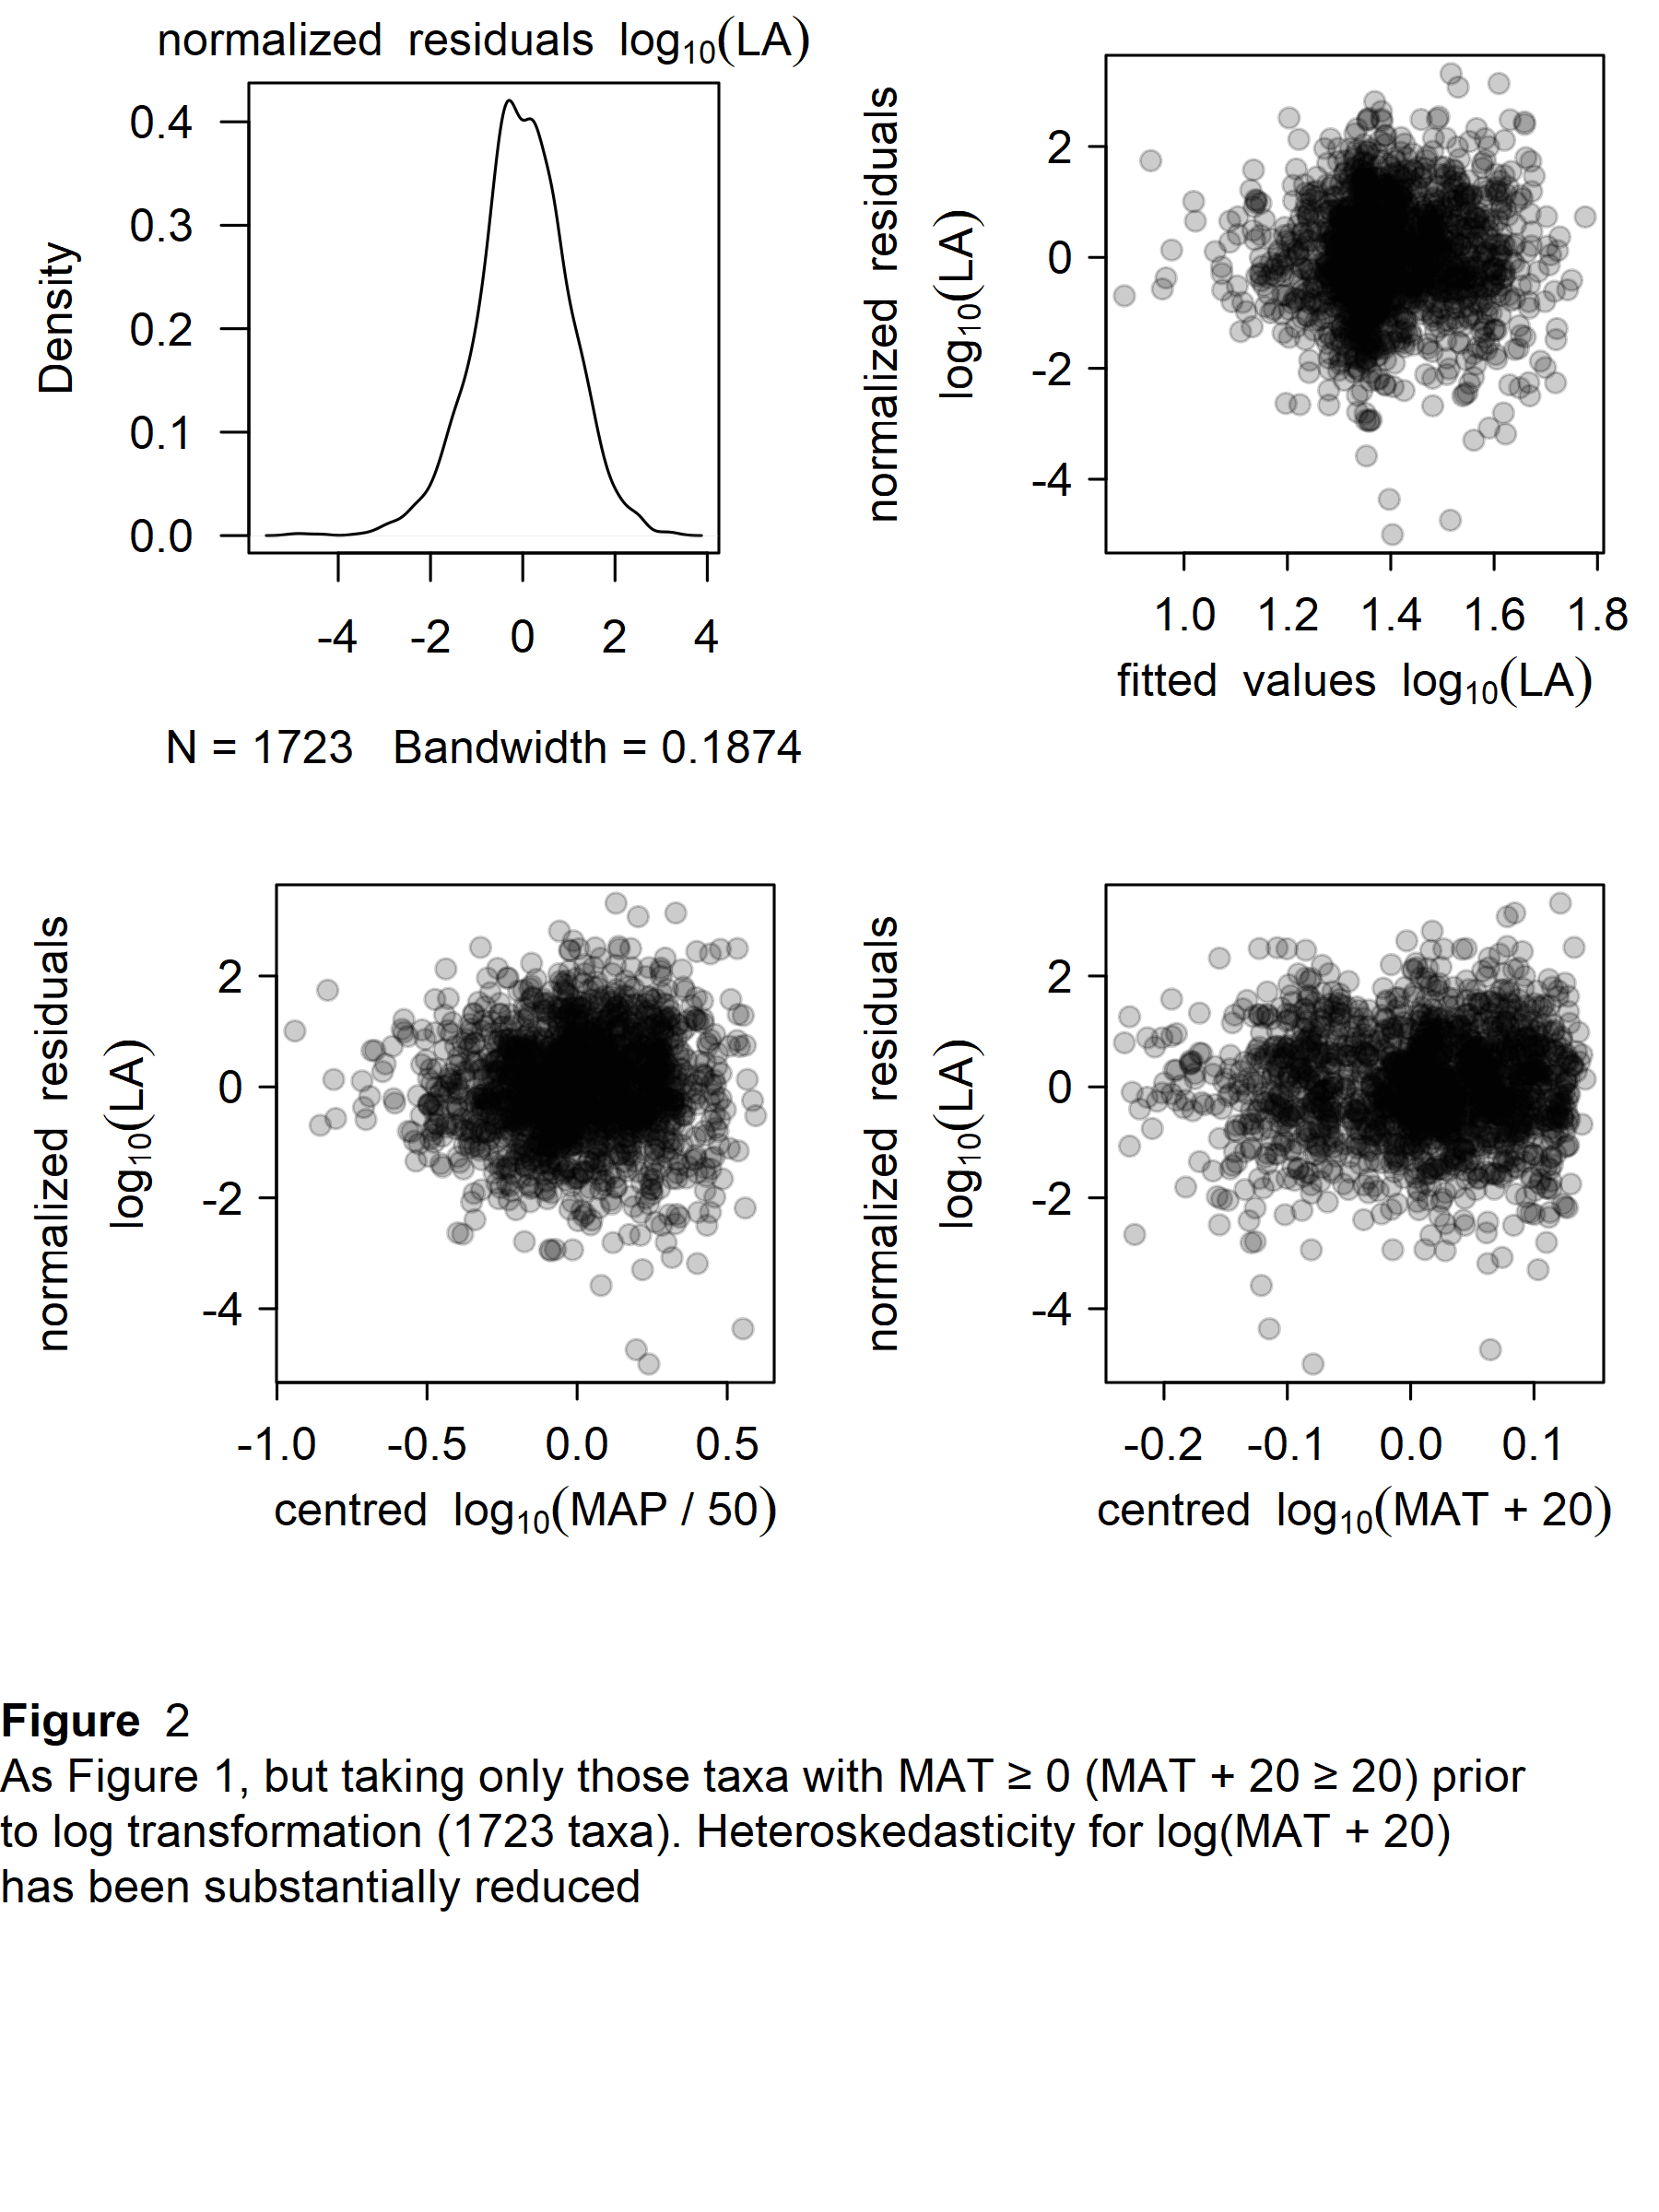 normalized residuals log₁₀(LA)
Density
0.4
0.3
0.2
0.1
0.0
-4 -2 0 2 4
N = 1723 Bandwidth = 0.1874
normalized residuals
log₁₀(LA)
2
0
-2
-4
1.0 1.2 1.4 1.6 1.8
fitted values log₁₀(LA)
normalized residuals
log₁₀(LA)
2
0
-2
-4
-1.0 -0.5 0.0 0.5
centred log₁₀(MAP / 50)
normalized residuals
log₁₀(LA)
2
0
-2
-4
-0.2 -0.1 0.0 0.1
centred log₁₀(MAT + 20)
Figure 2
As Figure 1, but taking only those taxa with MAT ≥ 0 (MAT + 20 ≥ 20) prior
to log transformation (1723 taxa). Heteroskedasticity for log(MAT + 20)
has been substantially reduced